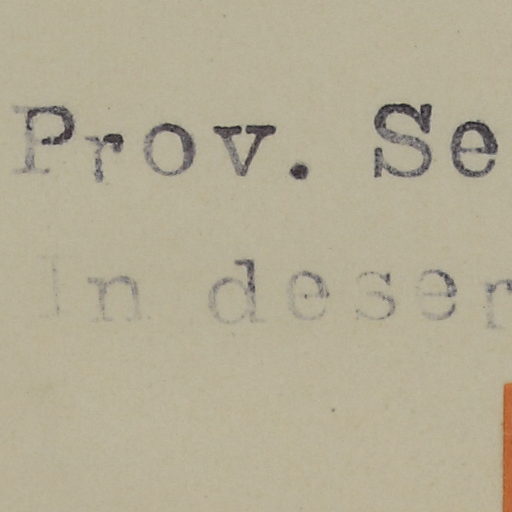 Prov. Se
In deser